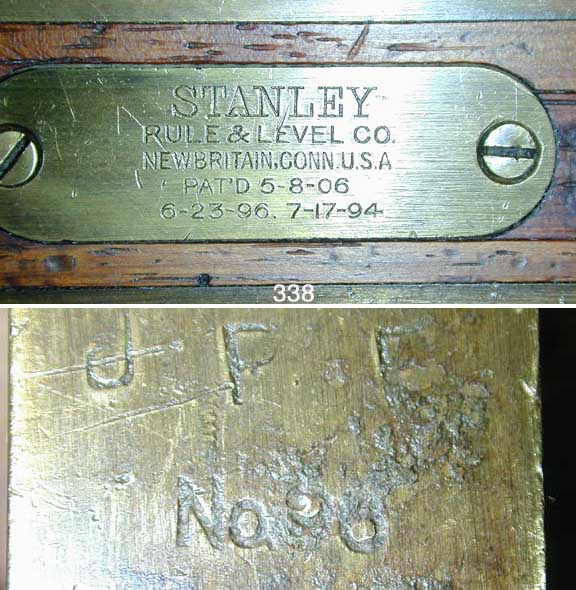 STANLEY
RULE & LEVEL CO.
NEW BRITAIN, CONN. U.S.A
PAT'D 5-8-06
6-23-96. 7-17-94
338
J F F
No 96